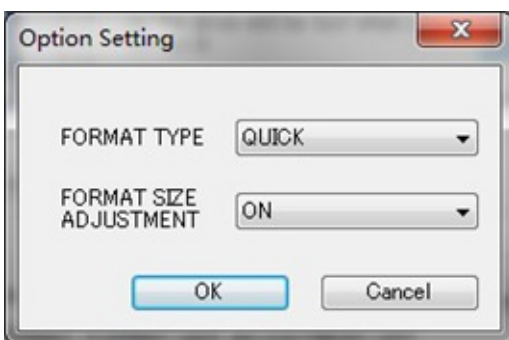 Option Setting
FORMAT TYPE QUICK
FORMAT SIZE
ADJUSTMENT ON
OK Cancel